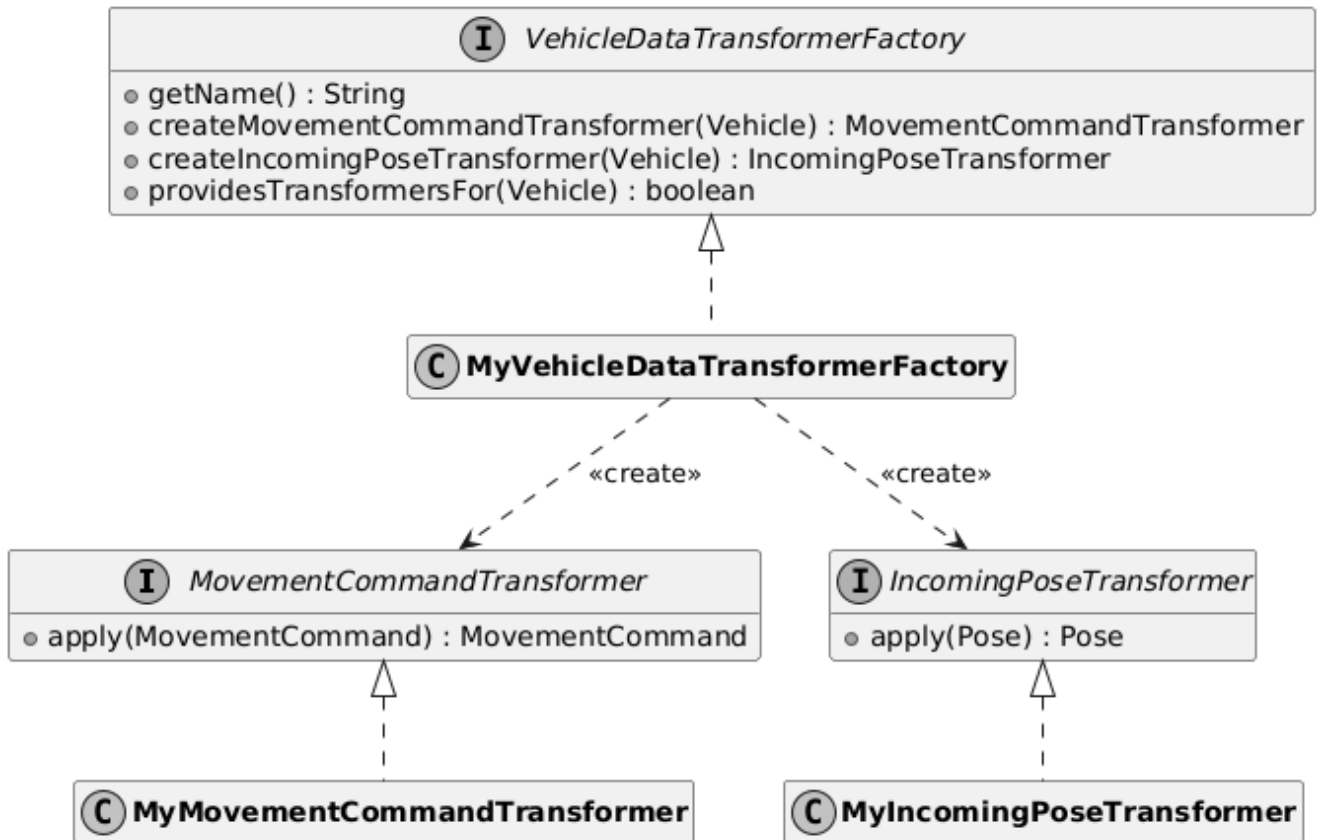 I VehicleDataTransformerFactory
getName() : String
createMovementCommandTransformer(Vehicle) : MovementCommandTransformer
createIncomingPoseTransformer(Vehicle) : IncomingPoseTransformer
providesTransformersFor(Vehicle) : boolean
C MyVehicleDataTransformerFactory
«create» «create»
I MovementCommandTransformer
apply(MovementCommand) : MovementCommand
I IncomingPoseTransformer
apply(Pose) : Pose
C MyMovementCommandTransformer
C MyIncomingPoseTransformer